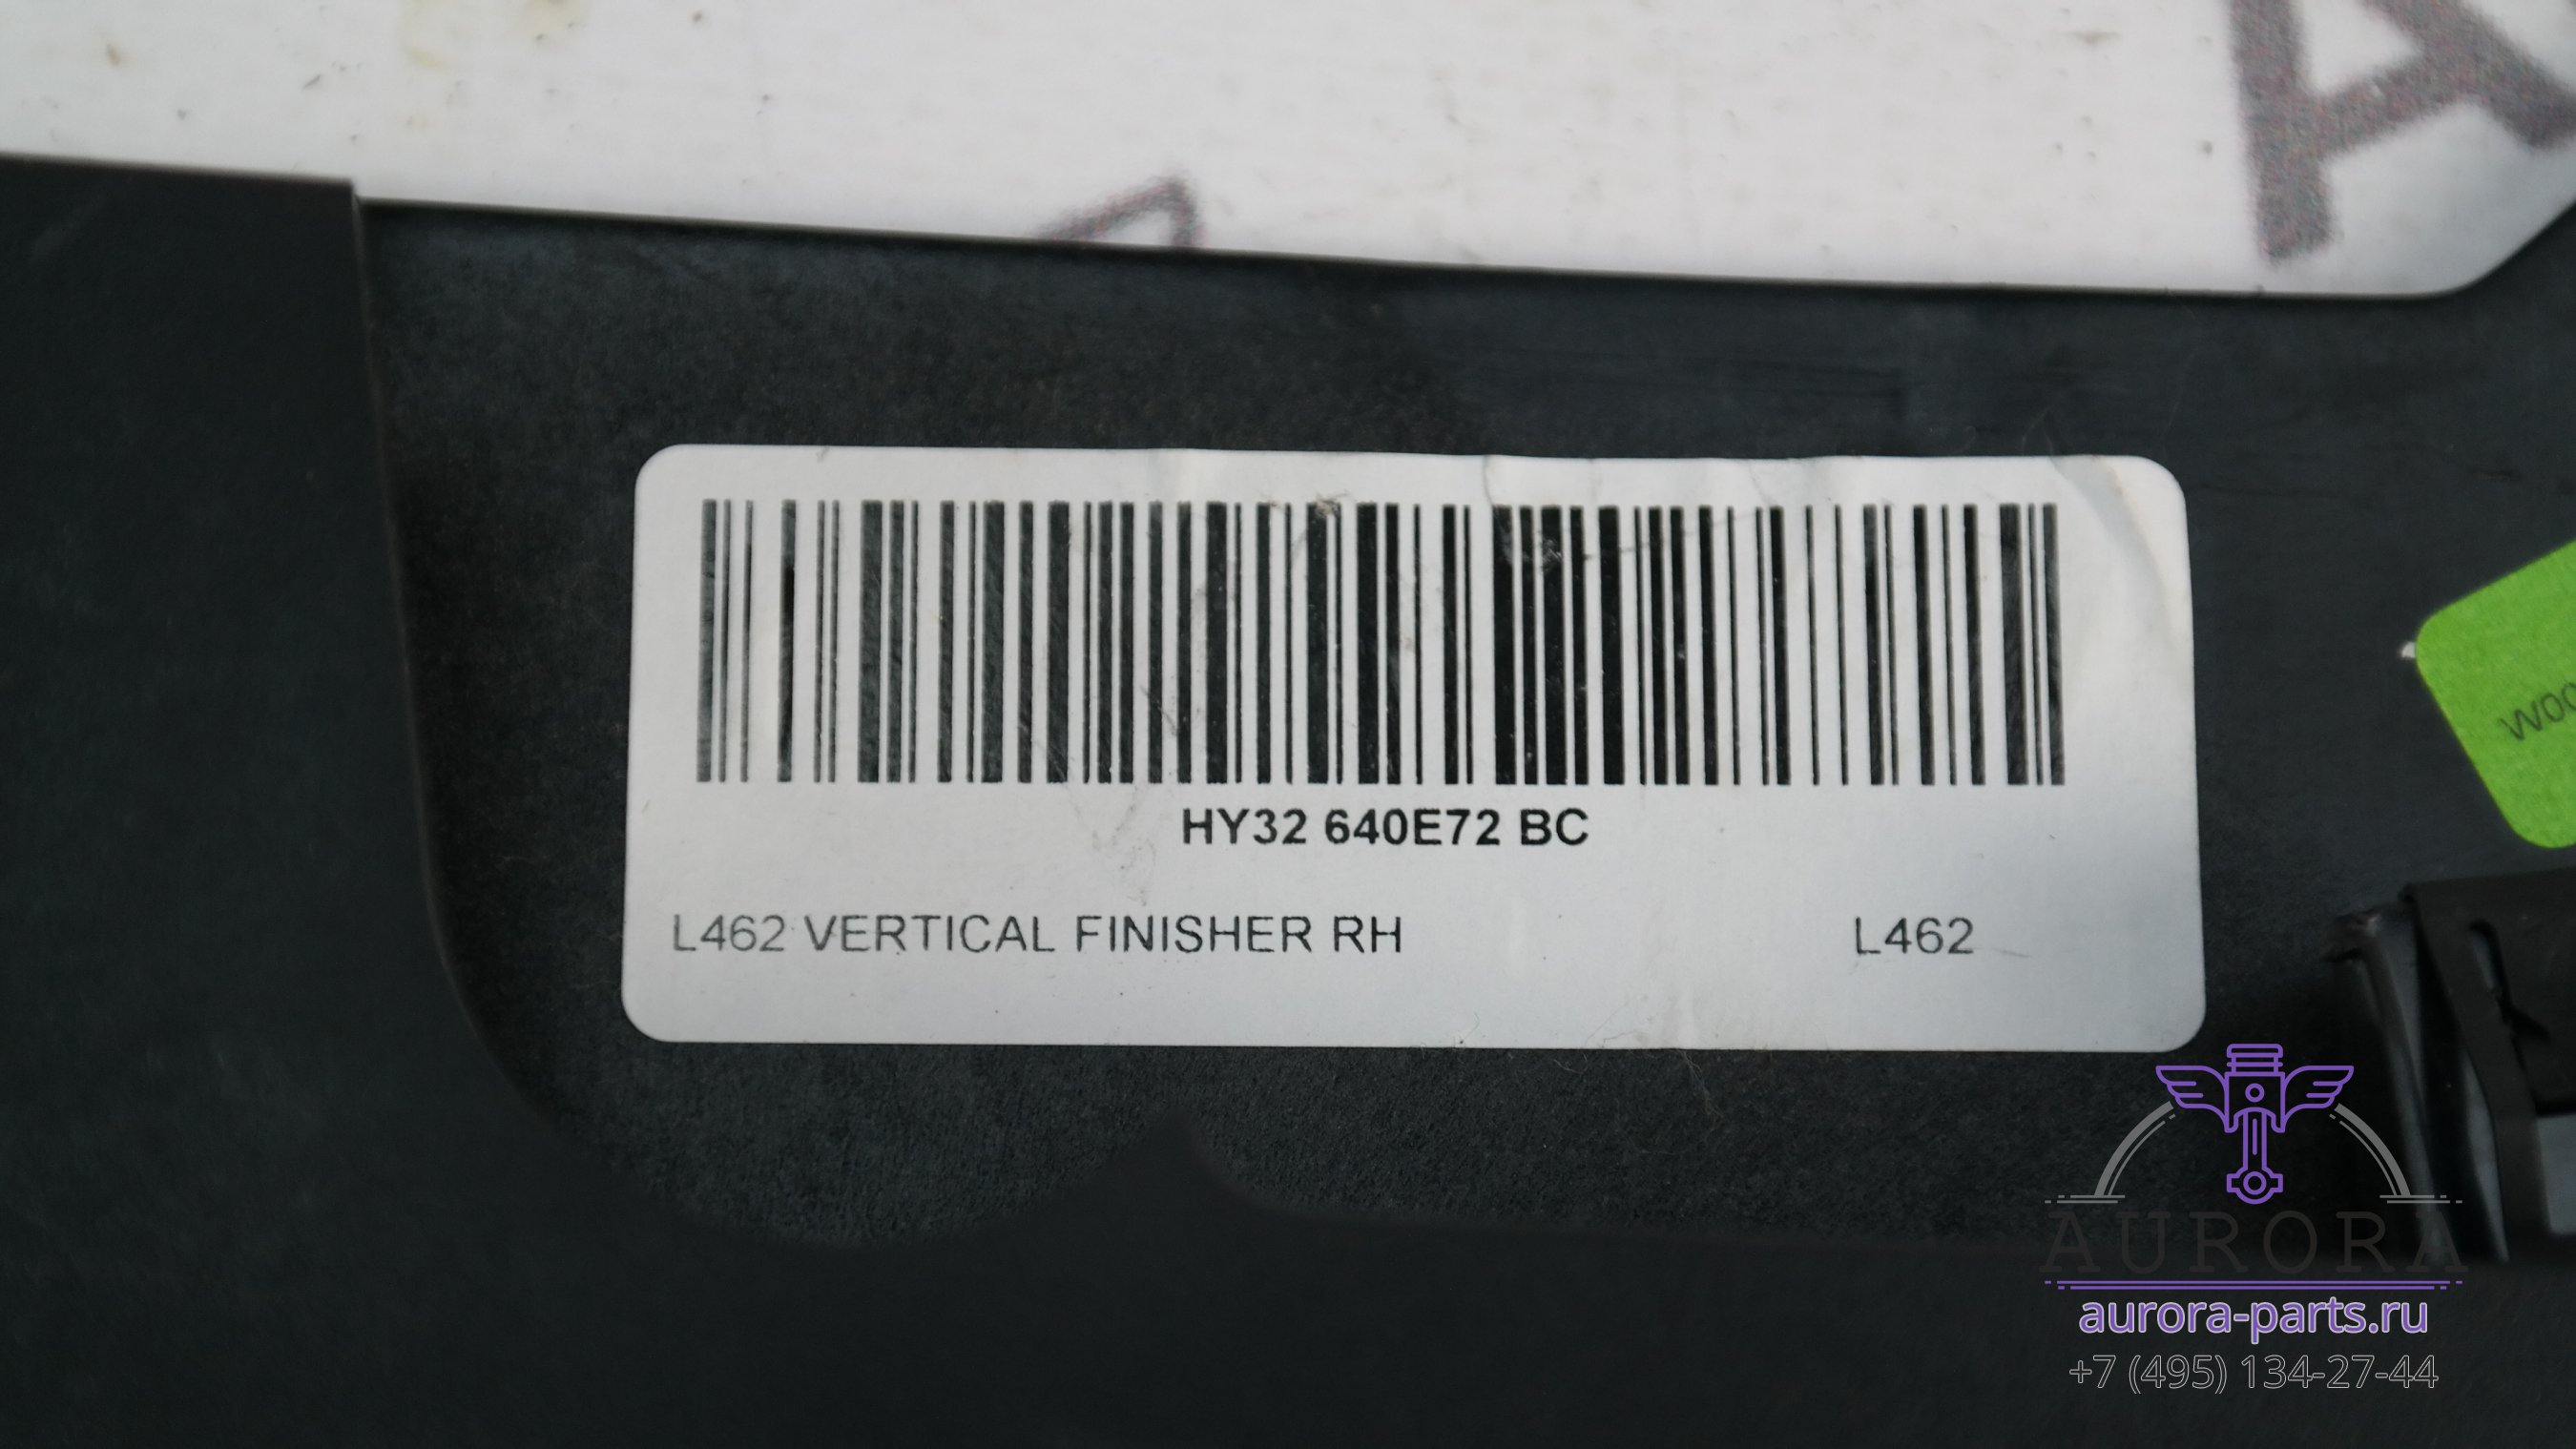 HY32 640E72 BC
L462 VERTICAL FINISHER RH
L462
AURORA
aurora-parts.ru
+7 (495) 134-27-44